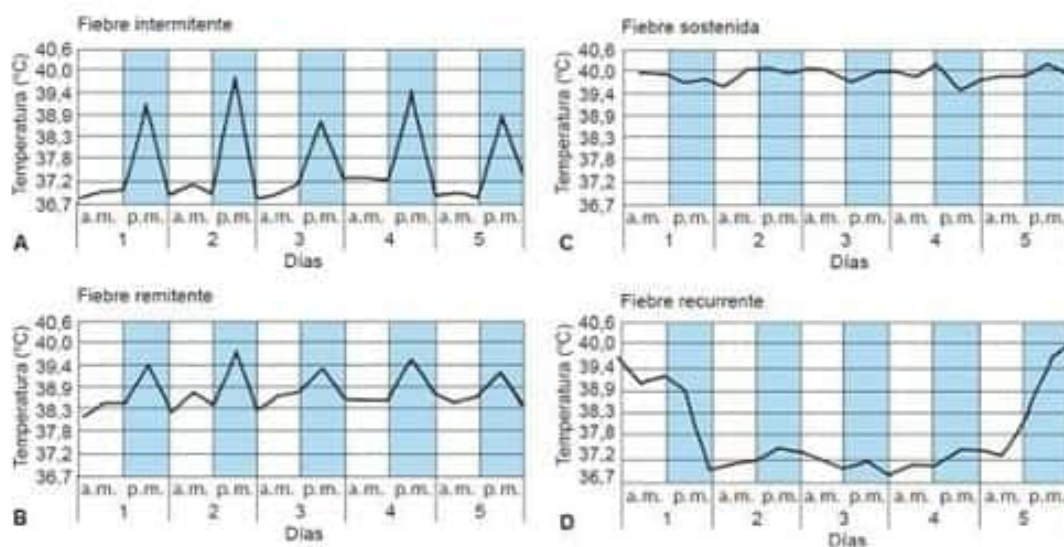 Fiebre intermitente
Temperatura (°C)
40,6
40,0
39,4
38,9
38,3
37,8
37,2
36,7
a.m. p.m. a.m. p.m. a.m. p.m. a.m. p.m. a.m. p.m.
A 1 2 3 4 5
Días
Fiebre sostenida
Temperatura (°C)
40,6
40,0
39,4
38,9
38,3
37,8
37,2
36,7
a.m. p.m. a.m. p.m. a.m. p.m. a.m. p.m. a.m. p.m.
C 1 2 3 4 5
Días
Fiebre remitente
Temperatura (°C)
40,6
40,0
39,4
38,9
38,3
37,8
37,2
36,7
a.m. p.m. a.m. p.m. a.m. p.m. a.m. p.m. a.m. p.m.
B 1 2 3 4 5
Días
Fiebre recurrente
Temperatura (°C)
40,6
40,0
39,4
38,9
38,3
37,8
37,2
36,7
a.m. p.m. a.m. p.m. a.m. p.m. a.m. p.m. a.m. p.m.
D 1 2 3 4 5
Días